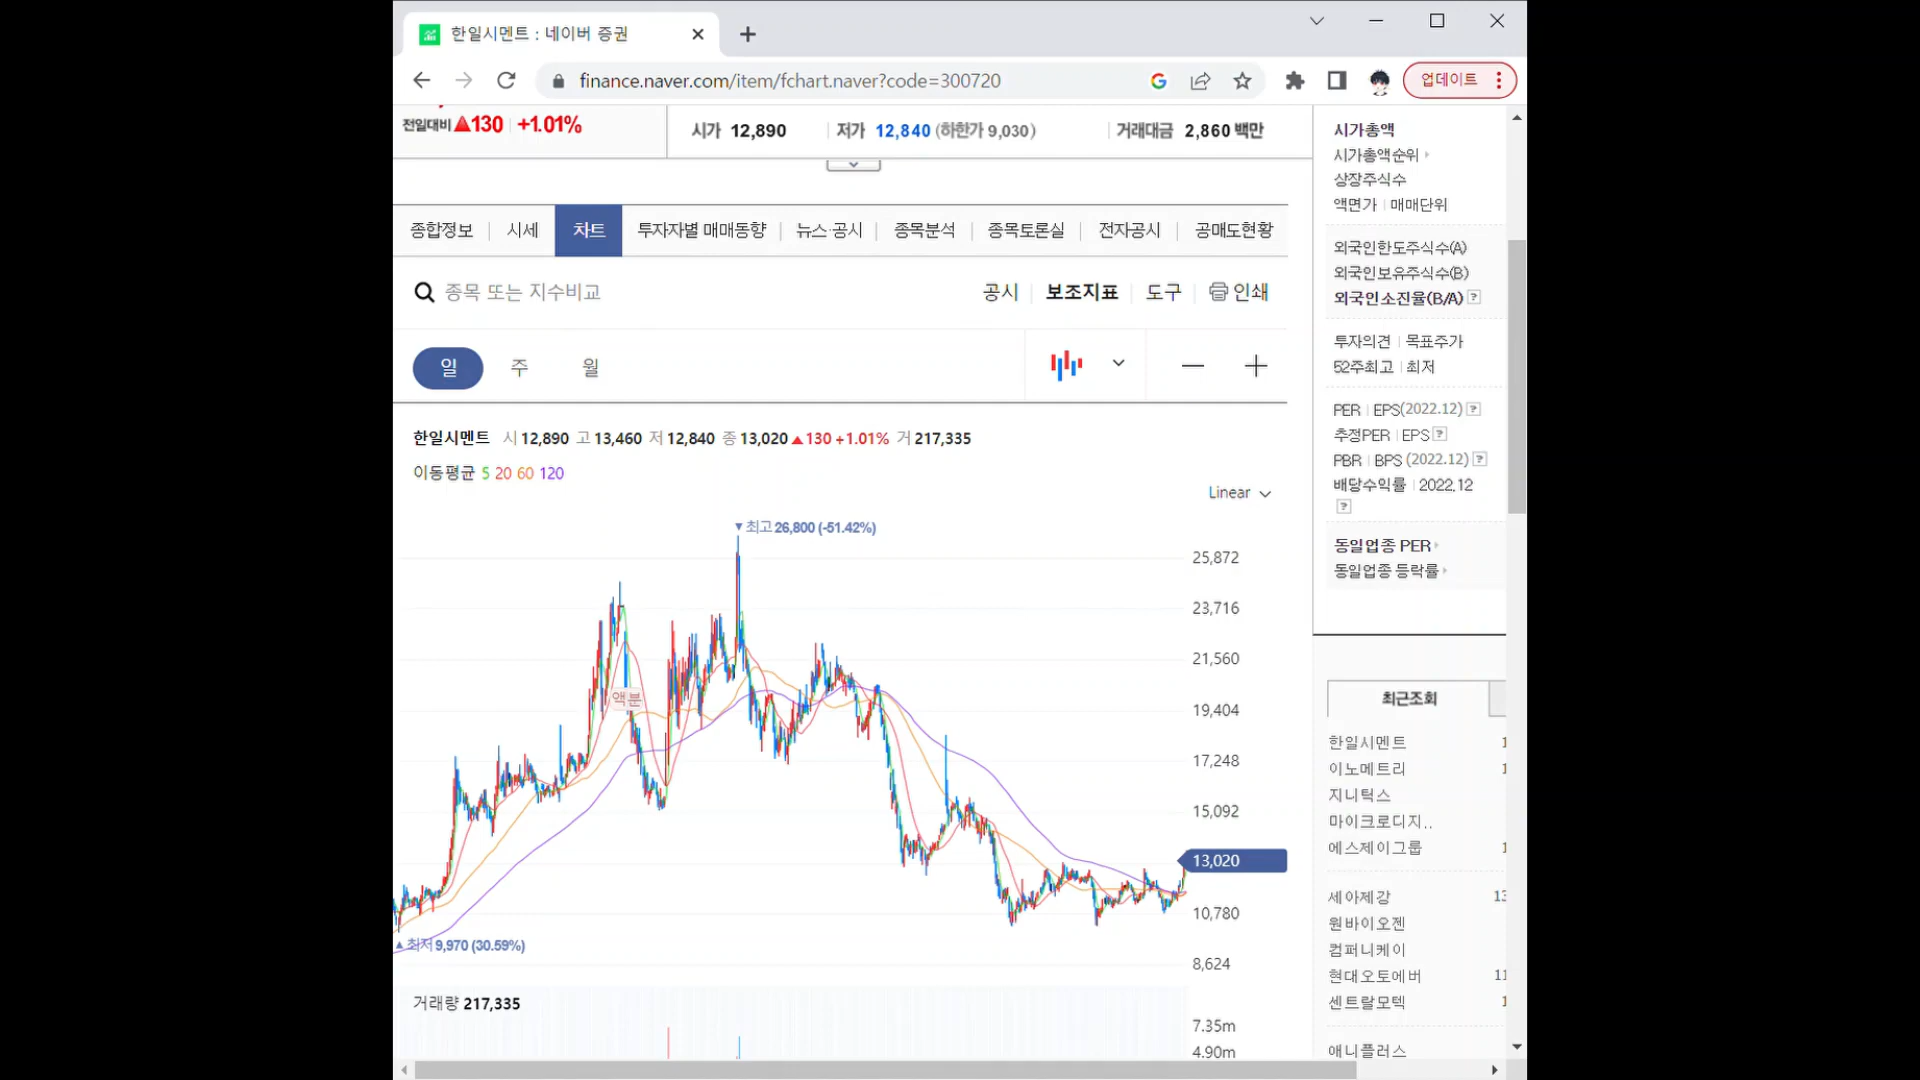 한일시멘트 : 네이버 증권
finance.naver.com/item/fchart.naver?code=300720
업데이트
전일대비 ▲130 +1.01%
시가 12,890
저가 12,840 (하한가 9,030)
거래대금 2,860 백만
종합정보 시세 차트 투자자별 매매동향 뉴스·공시 종목분석 종목토론실 전자공시 공매도현황
종목 또는 지수비교
공시 보조지표 도구 인쇄
일 주 월
한일시멘트 시 12,890 고 13,460 저 12,840 종 13,020 ▲130 +1.01% 거 217,335
이동평균 5 20 60 120
Linear
▼최고 26,800 (-51.42%)
25,872
23,716
21,560
액분
19,404
17,248
15,092
13,020
10,780
▲최저 9,970 (30.59%)
8,624
거래량 217,335
7.35m
4.90m
시가총액
시가총액순위
상장주식수
액면가 | 매매단위
외국인한도주식수(A)
외국인보유주식수(B)
외국인소진율(B/A) ?
투자의견 | 목표주가
52주최고 | 최저
PER | EPS(2022.12) ?
추정PER | EPS ?
PBR | BPS (2022.12) ?
배당수익률 | 2022.12
?
동일업종 PER
동일업종 등락률
최근조회
한일시멘트 1
이노메트리 1
지니턱스
마이크로디지..
에스제이그룹 1
세아제강 13
원바이오젠
컴퍼니케이
현대오토에버 11
센트랄모텍 1
애니플러스